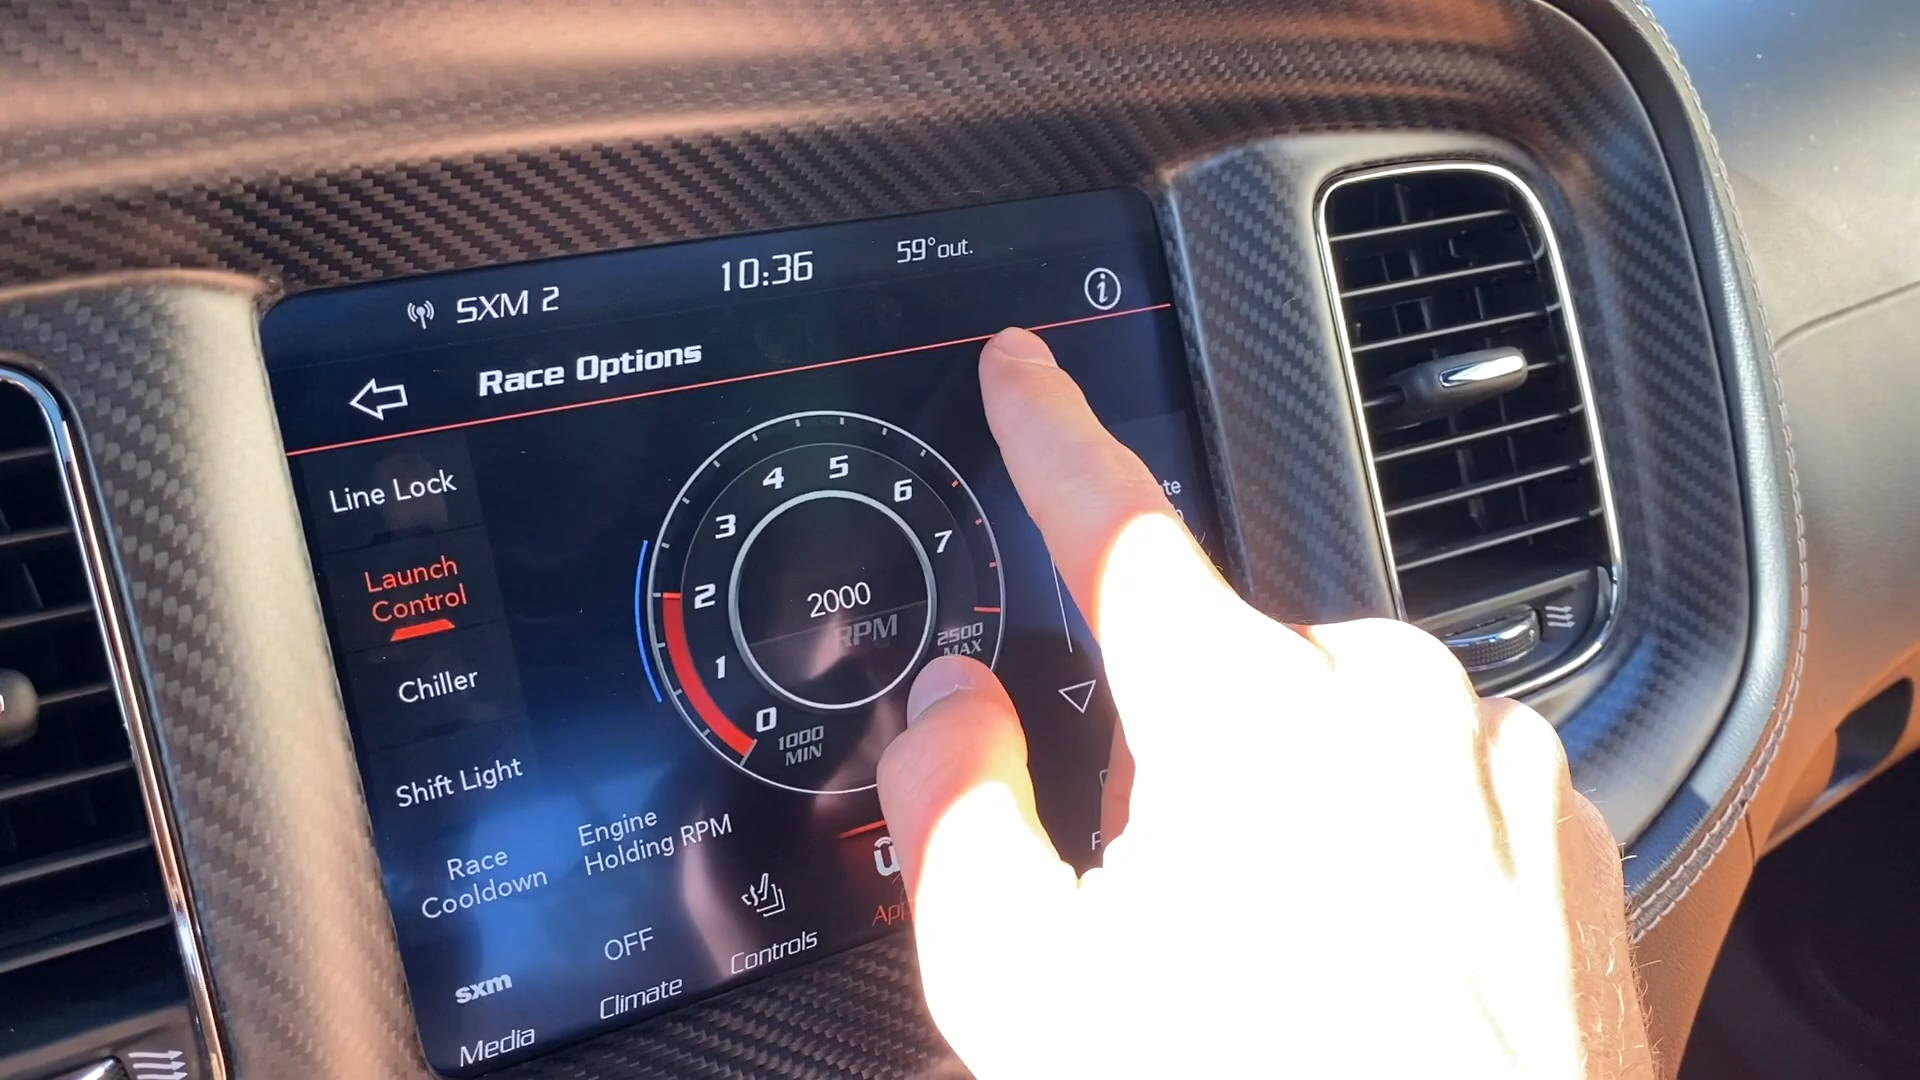 SXM 2
10:36
59°out.
Race Options
Line Lock
Launch
Control
Chiller
Shift Light
Race
Cooldown
0
1
2
3
4
5
6
7
2000
RPM
1000
MIN
2500
MAX
Engine
Holding RPM
sxm
Media
OFF
Climate
Controls